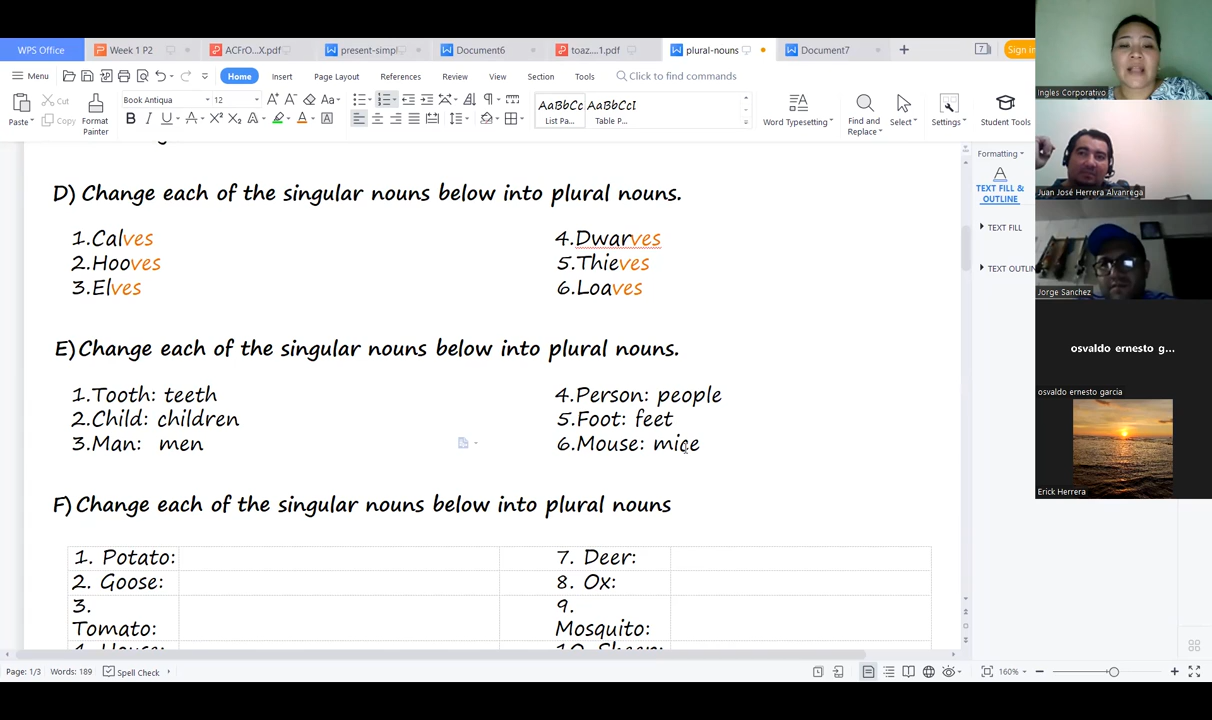 WPS Office
Week 1 P2
ACFrO...X.pdf
present-simpl
Document6
toaz....1.pdf
plural-nouns
Document7
Sign in
Menu
Home
Insert
Page Layout
References
Review
View
Section
Tools
Click to find commands
Paste
Cut
Copy
Format Painter
Book Antiqua
12
AaBbCc
List Pa...
AaBbCcI
Table P...
Word Typesetting
Find and Replace
Select
Settings
Student Tools
D) Change each of the singular nouns below into plural nouns.
1.Calves
2.Hooves
3.Elves
4.Dwarves
5.Thieves
6.Loaves
E)Change each of the singular nouns below into plural nouns.
1.Tooth: teeth
2.Child: children
3.Man: men
4.Person: people
5.Foot: feet
6.Mouse: mice
F) Change each of the singular nouns below into plural nouns
1. Potato:
2. Goose:
3.
Tomato:
7. Deer:
8. Ox:
9.
Mosquito:
Formatting
TEXT FILL &
OUTLINE
TEXT FILL
TEXT OUTLIN
Ingles Corporativo
Juan José Herrera Alvanrega
Jorge Sanchez
osvaldo ernesto g...
osvaldo ernesto garcia
Erick Herrera
Page: 1/3
Words: 189
Spell Check
160%